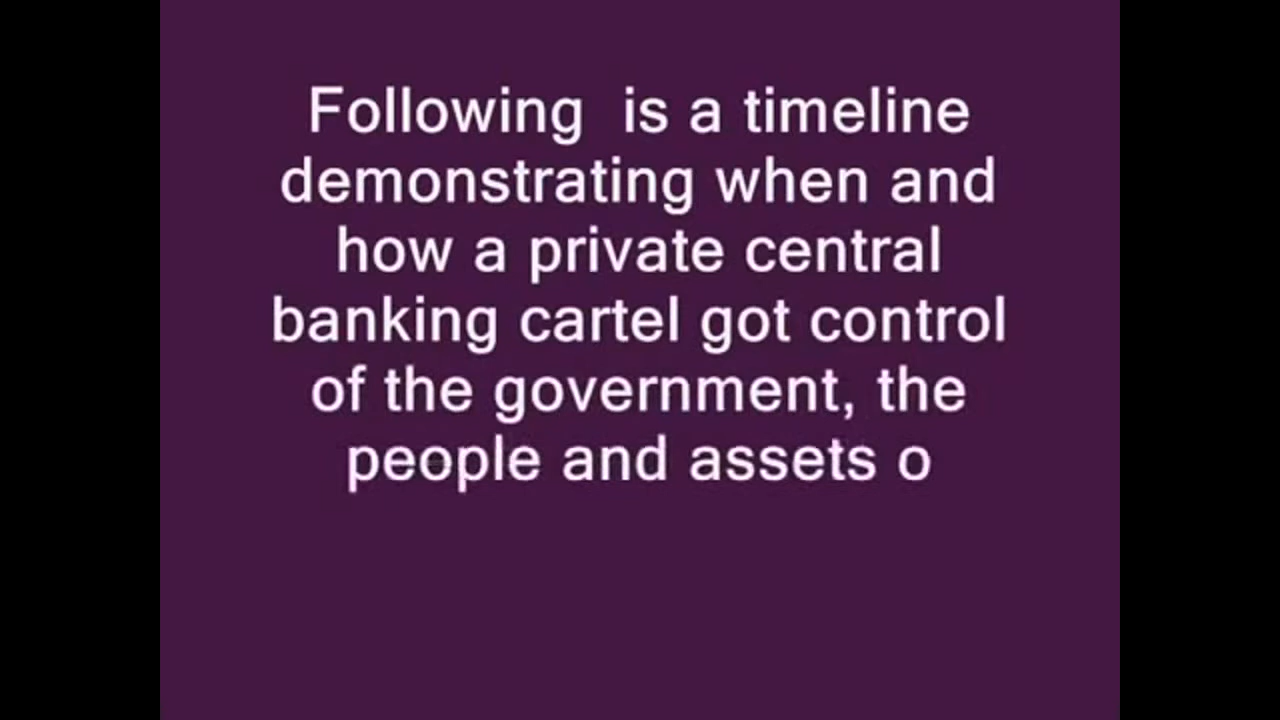 Following  is a timeline
demonstrating when and
how a private central
banking cartel got control
of the government, the
people and assets o